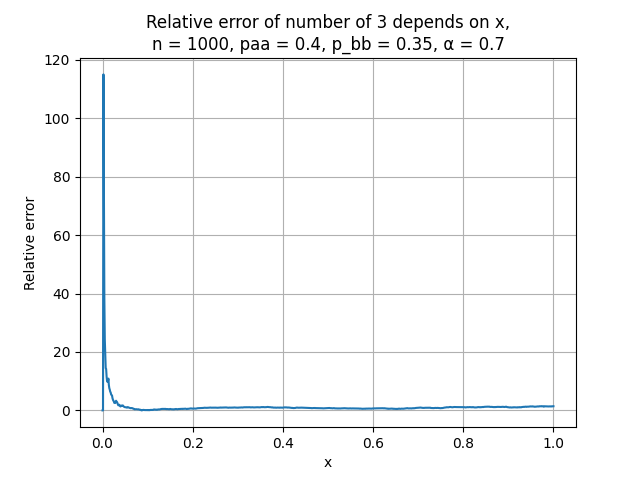 Relative error of number of 3 depends on x,
n = 1000, paa = 0.4, p_bb = 0.35, α = 0.7
120
100
80
60
40
20
0
Relative error
0.0 0.2 0.4 0.6 0.8 1.0
x